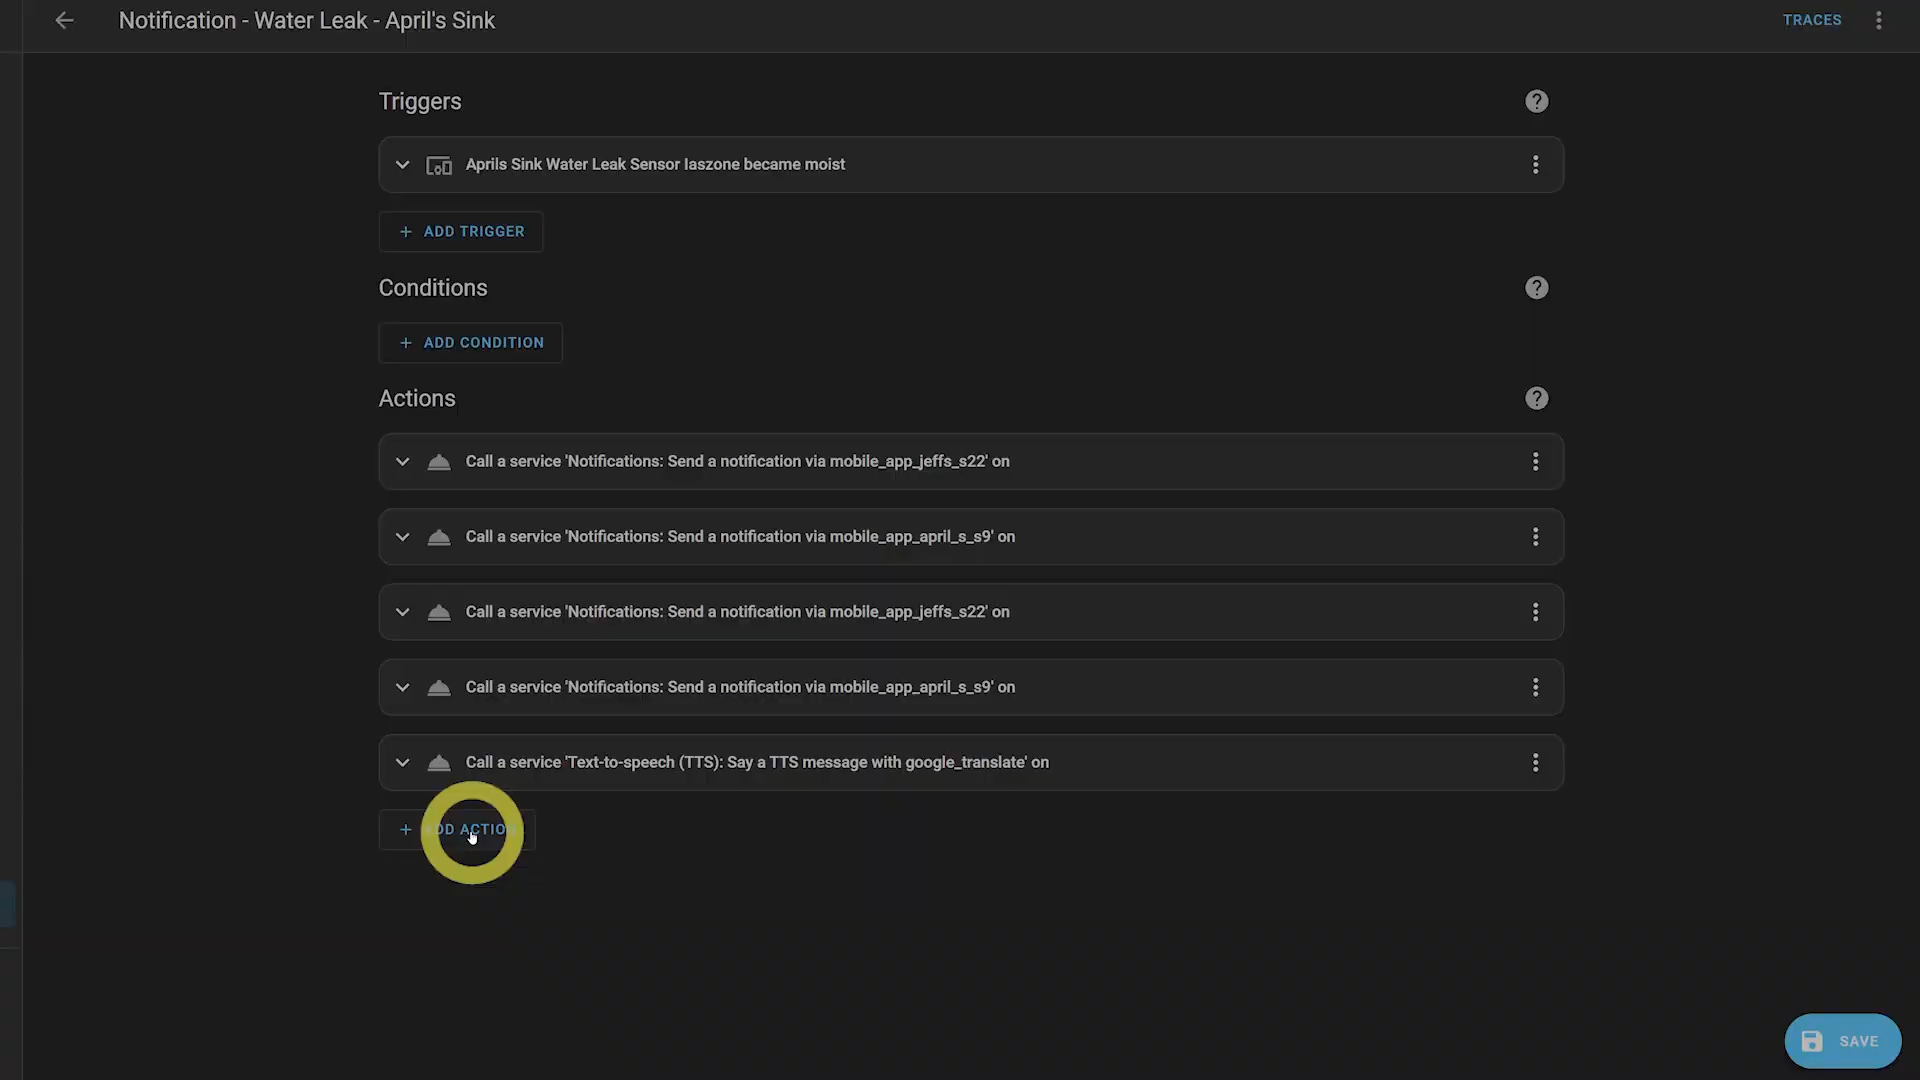 Notification - Water Leak - April's Sink
TRACES
Triggers
Aprils Sink Water Leak Sensor Iaszone became moist
+ ADD TRIGGER
Conditions
+ ADD CONDITION
Actions
Call a service 'Notifications: Send a notification via mobile_app_jeffs_s22' on
Call a service 'Notifications: Send a notification via mobile_app_april_s_s9' on
Call a service 'Notifications: Send a notification via mobile_app_jeffs_s22' on
Call a service 'Notifications: Send a notification via mobile_app_april_s_s9' on
Call a service 'Text-to-speech (TTS): Say a TTS message with google_translate' on
+ ADD ACTION
SAVE